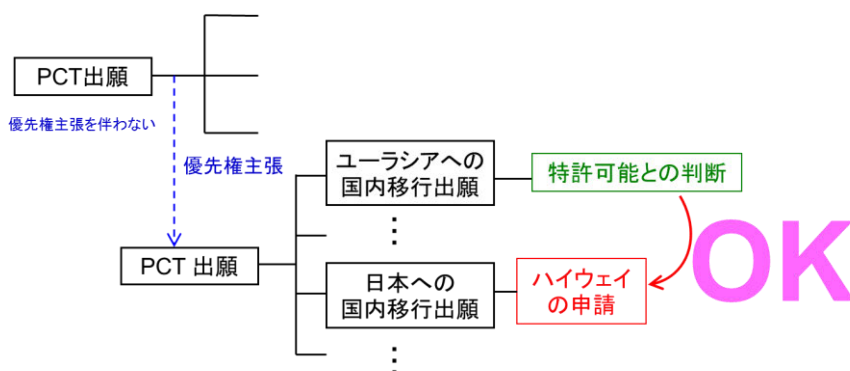 PCT出願
優先権主張を伴わない
優先権主張
ユーラシアへの
国内移行出願
特許可能との判断
PCT 出願
日本への
国内移行出願
ハイウェイ
の申請
OK